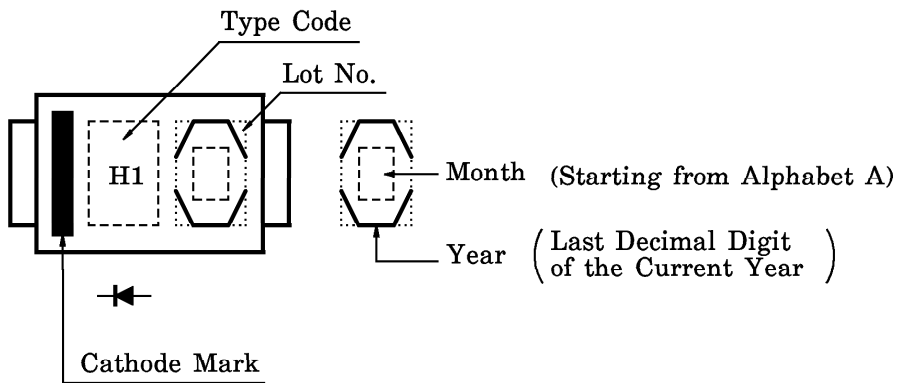 Type Code
Lot No.
H1
Month (Starting from Alphabet A)
Year (Last Decimal Digit
of the Current Year)
Cathode Mark